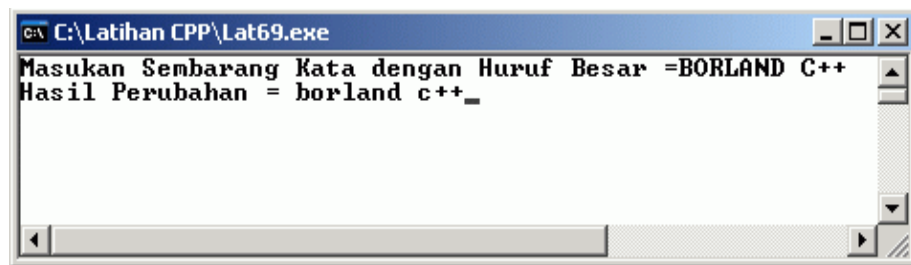 C:\Latihan CPP\Lat69.exe
Masukan Sembarang Kata dengan Huruf Besar =BORLAND C++
Hasil Perubahan = borland c++_